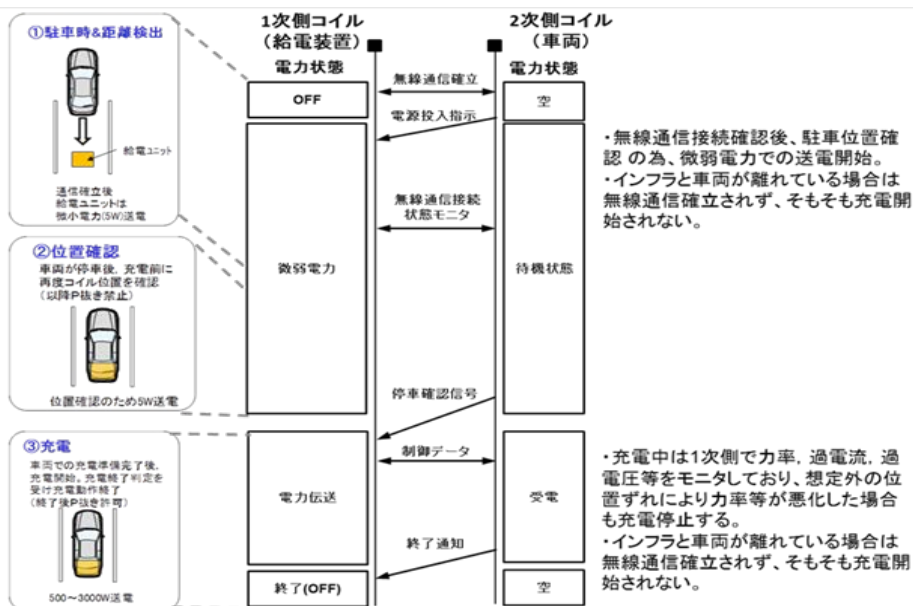 ①駐車時&距離検出
給電ユニット
通信確立後
給電ユニットは
微小電力(5W)送電
②位置確認
車両が停車後、充電前に
再度コイル位置を確認
(以降P抜き禁止)
位置確認のため5W送電
③充電
車両での充電準備完了後、
充電開始。充電終了判定を
受け充電動作終了
(終了後P抜き許可)
500～3000W送電
1次側コイル
(給電装置)
電力状態
OFF
微弱電力
電力伝送
終了(OFF)
無線通信確立
電源投入指示
無線通信接続
状態モニタ
停車確認信号
制御データ
終了通知
2次側コイル
(車両)
電力状態
空
待機状態
受電
空
・無線通信接続確認後、駐車位置確
認 の為、微弱電力での送電開始。
・インフラと車両が離れている場合は
無線通信確立されず、そもそも充電開
始されない。
・充電中は1次側で力率，過電流，過
電圧等をモニタしており、想定外の位
置ずれにより力率等が悪化した場合
も充電停止する。
・インフラと車両が離れている場合は
無線通信確立されず、そもそも充電開
始されない。